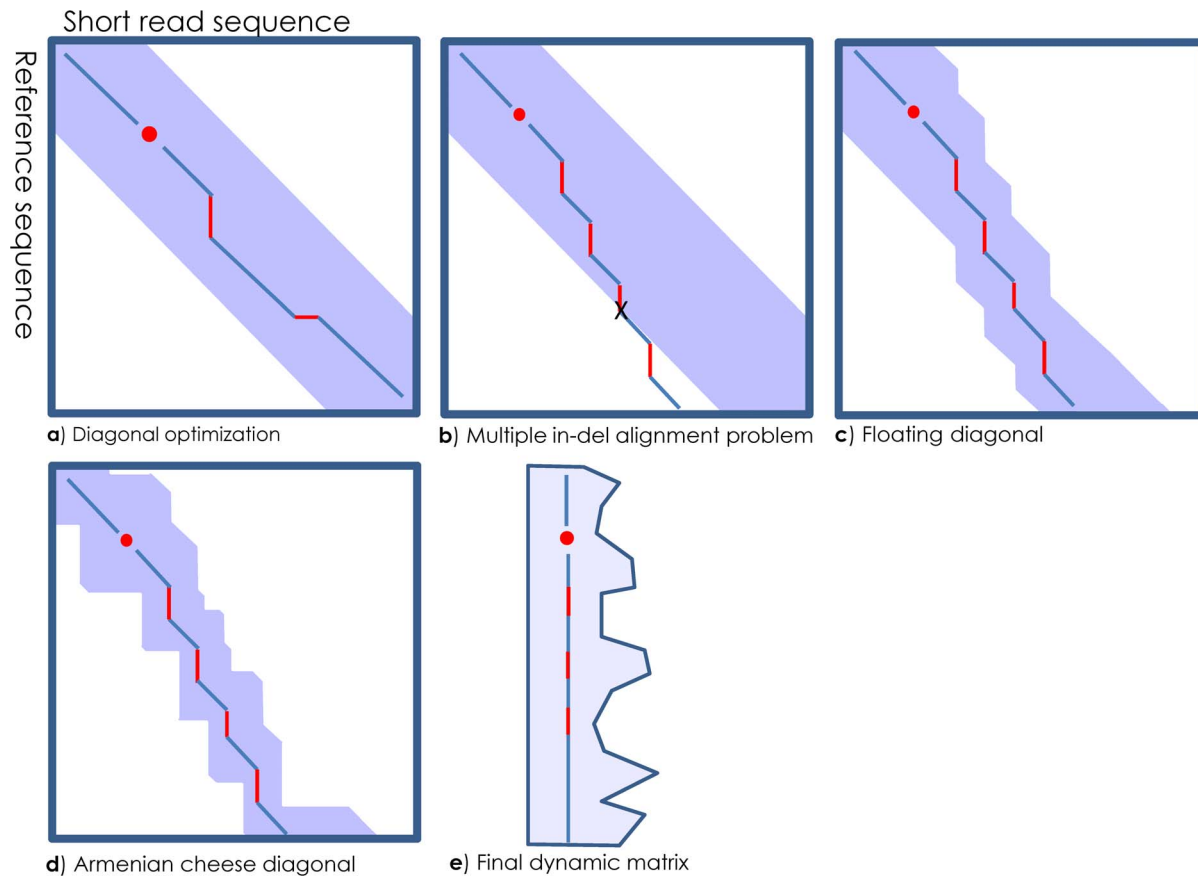 Short read sequence
Reference sequence
a) Diagonal optimization
b) Multiple in-del alignment problem
c) Floating diagonal
X
d) Armenian cheese diagonal
e) Final dynamic matrix